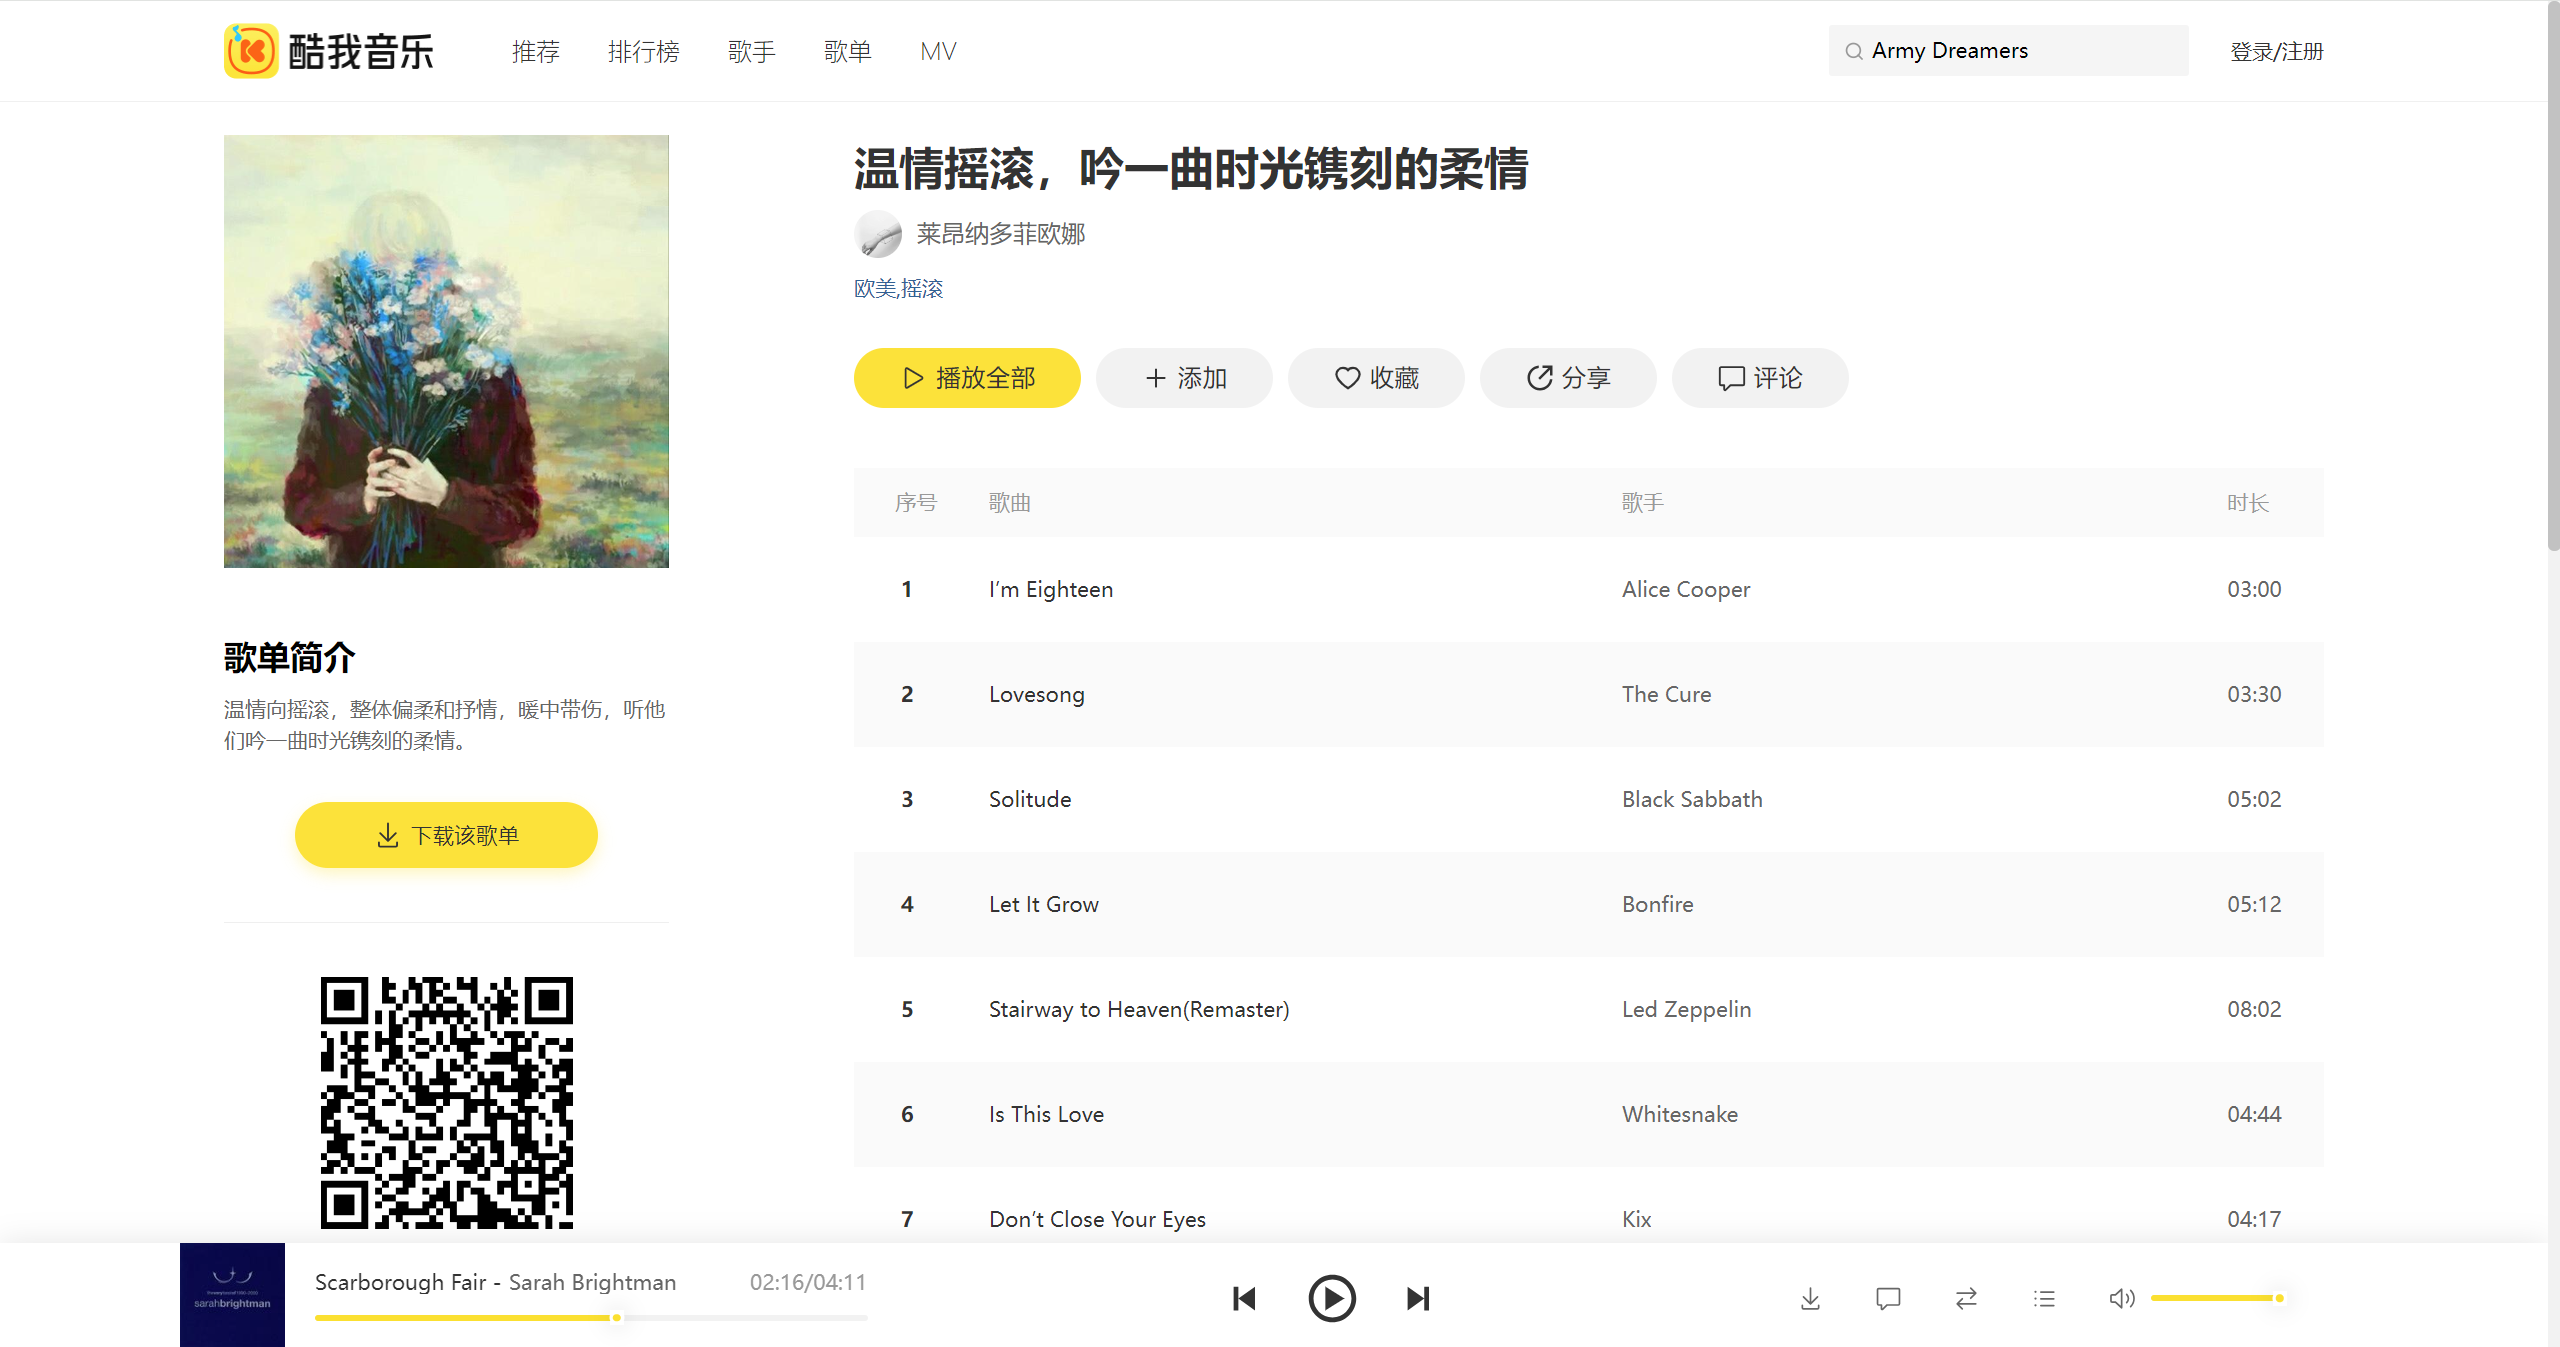 酷我音乐
推荐 排行榜 歌手 歌单 MV
Army Dreamers
登录/注册
温情摇滚，吟一曲时光镌刻的柔情
莱昂纳多菲欧娜
欧美,摇滚
播放全部 添加 收藏 分享 评论
歌单简介
温情向摇滚，整体偏柔和抒情，暖中带伤，听他
们吟一曲时光镌刻的柔情。
下载该歌单
序号 歌曲 歌手 时长
1 I’m Eighteen Alice Cooper 03:00
2 Lovesong The Cure 03:30
3 Solitude Black Sabbath 05:02
4 Let It Grow Bonfire 05:12
5 Stairway to Heaven(Remaster) Led Zeppelin 08:02
6 Is This Love Whitesnake 04:44
7 Don’t Close Your Eyes Kix 04:17
sarahbrightman
Scarborough Fair - Sarah Brightman 02:16/04:11